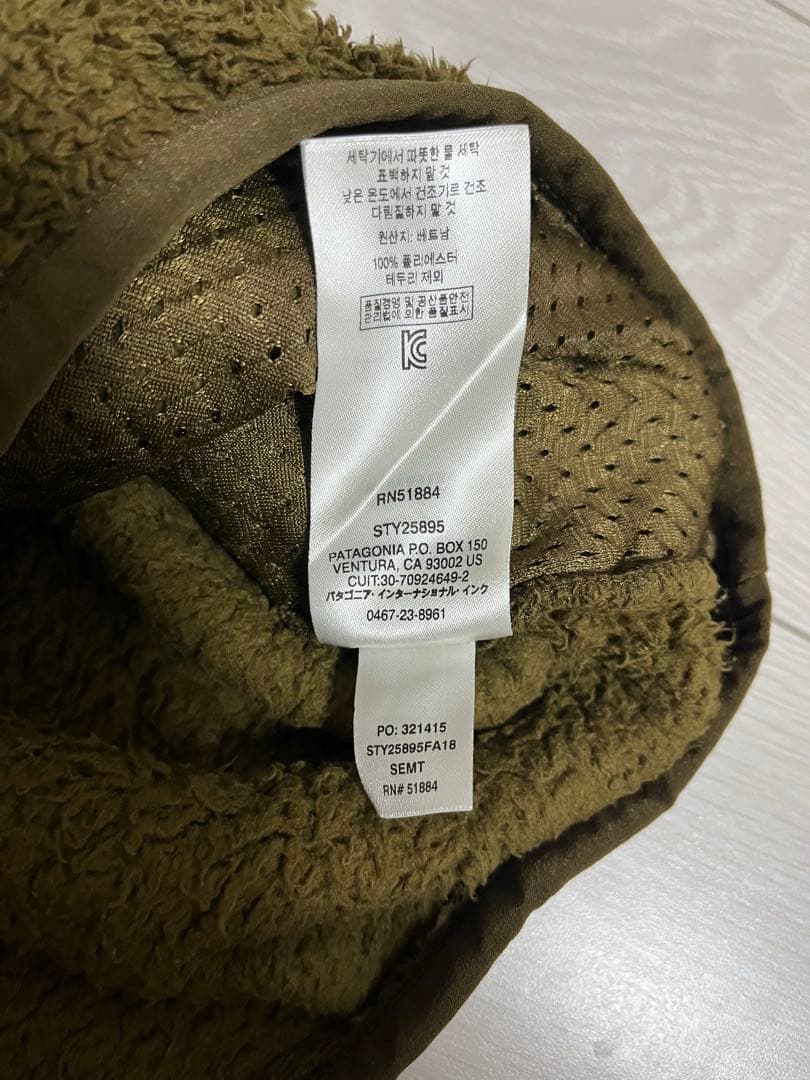 세탁기에서 따뜻한 물 세탁
표백하지 말 것
낮은 온도에서 건조기로 건조
다림질하지 말 것
원산지: 베트남
100% 폴리에스터
테두리 제외
품질경영 및 공산품안전
관리법에 의한 품질표시
KC
RN51884
STY25895
PATAGONIA P.O. BOX 150
VENTURA, CA 93002 US
CUIT:30-70924649-2
パタゴニア・インターナショナル・インク
0467-23-8961
PO: 321415
STY25895FA18
SEMT
RN# 51884